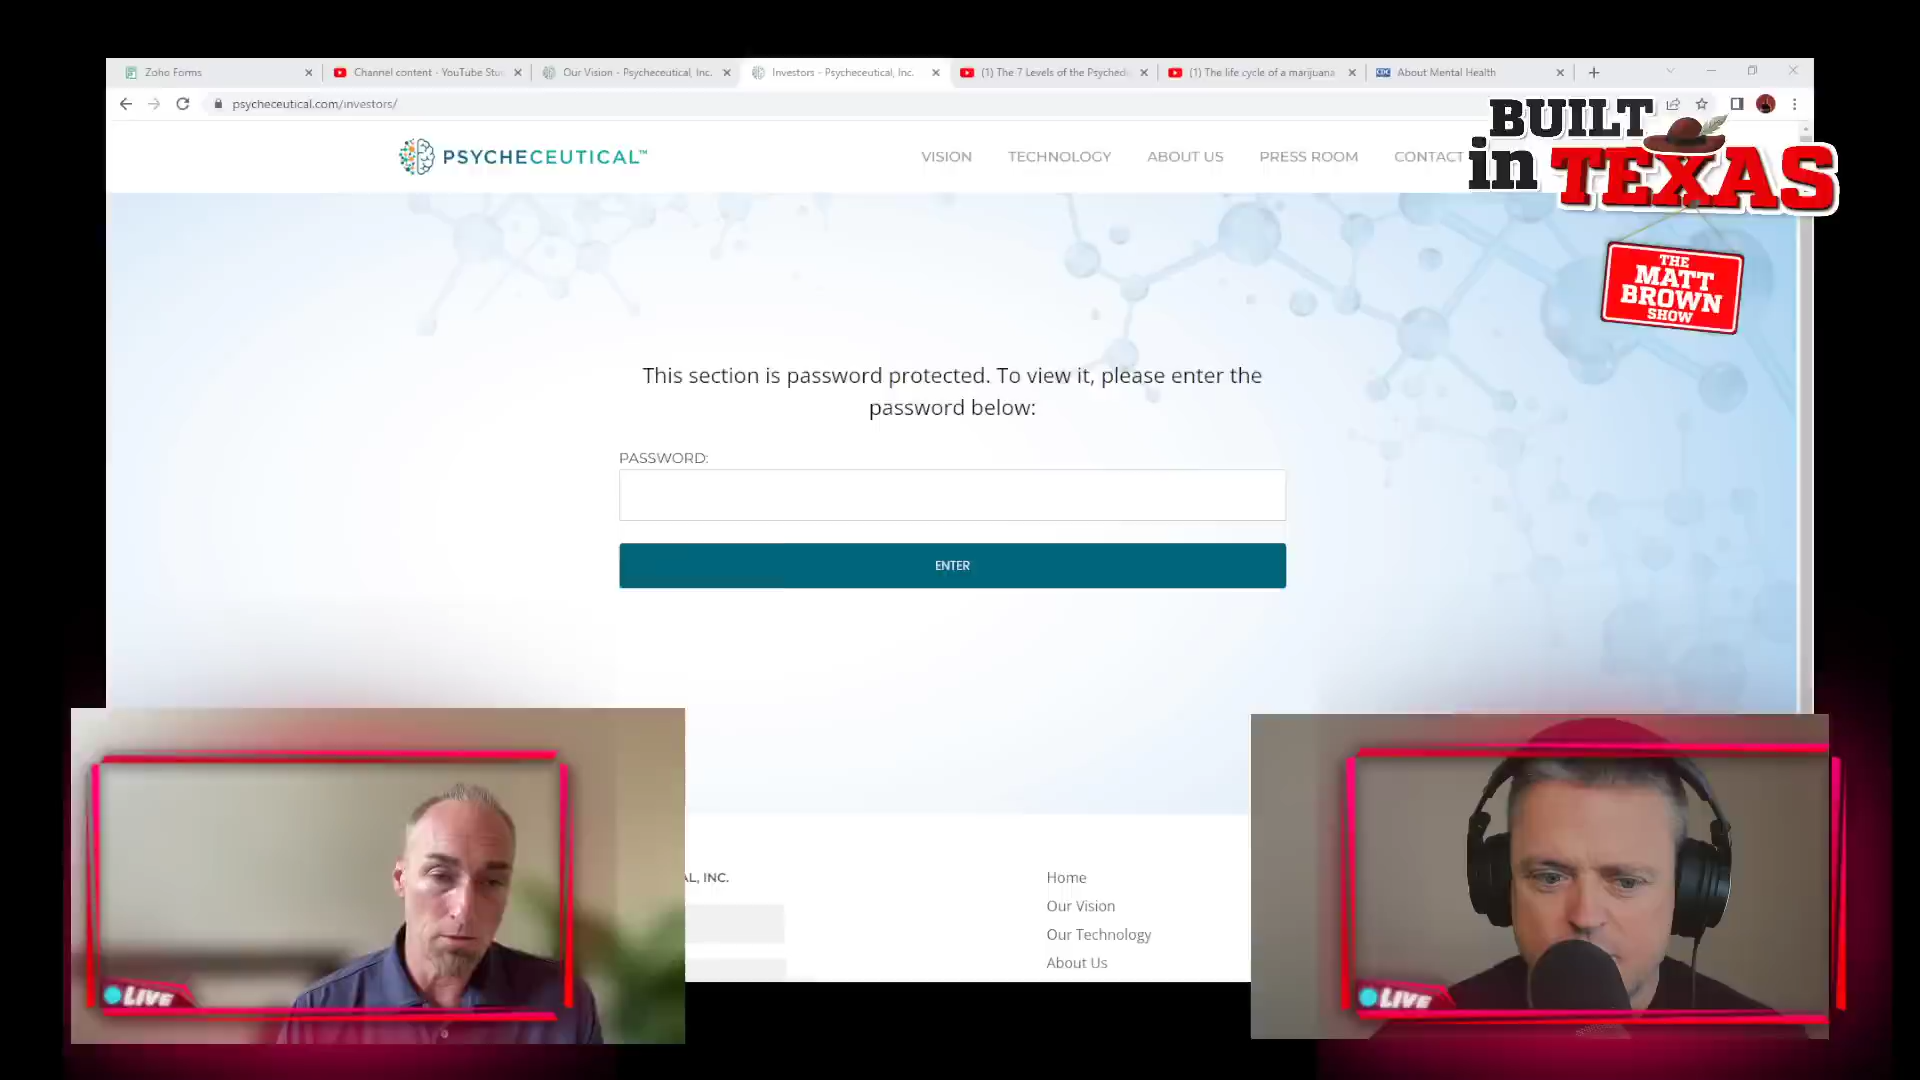 Zoho Forms
Channel content - YouTube Stu
Our Vision - Psycheceutical, Inc.
Investors - Psycheceutical, Inc.
(1) The 7 Levels of the Psyched
(1) The life cycle of a marijuana
CDC
About Mental Health
psycheceutical.com/investors/
BUILT
in TEXAS
PSYCHECEUTICAL™
VISION
TECHNOLOGY
ABOUT US
PRESS ROOM
CONTACT
THE
MATT
BROWN
SHOW
This section is password protected. To view it, please enter the
password below:
PASSWORD:
ENTER
AL, INC.
Home
Our Vision
Our Technology
About Us
LIVE
LIVE